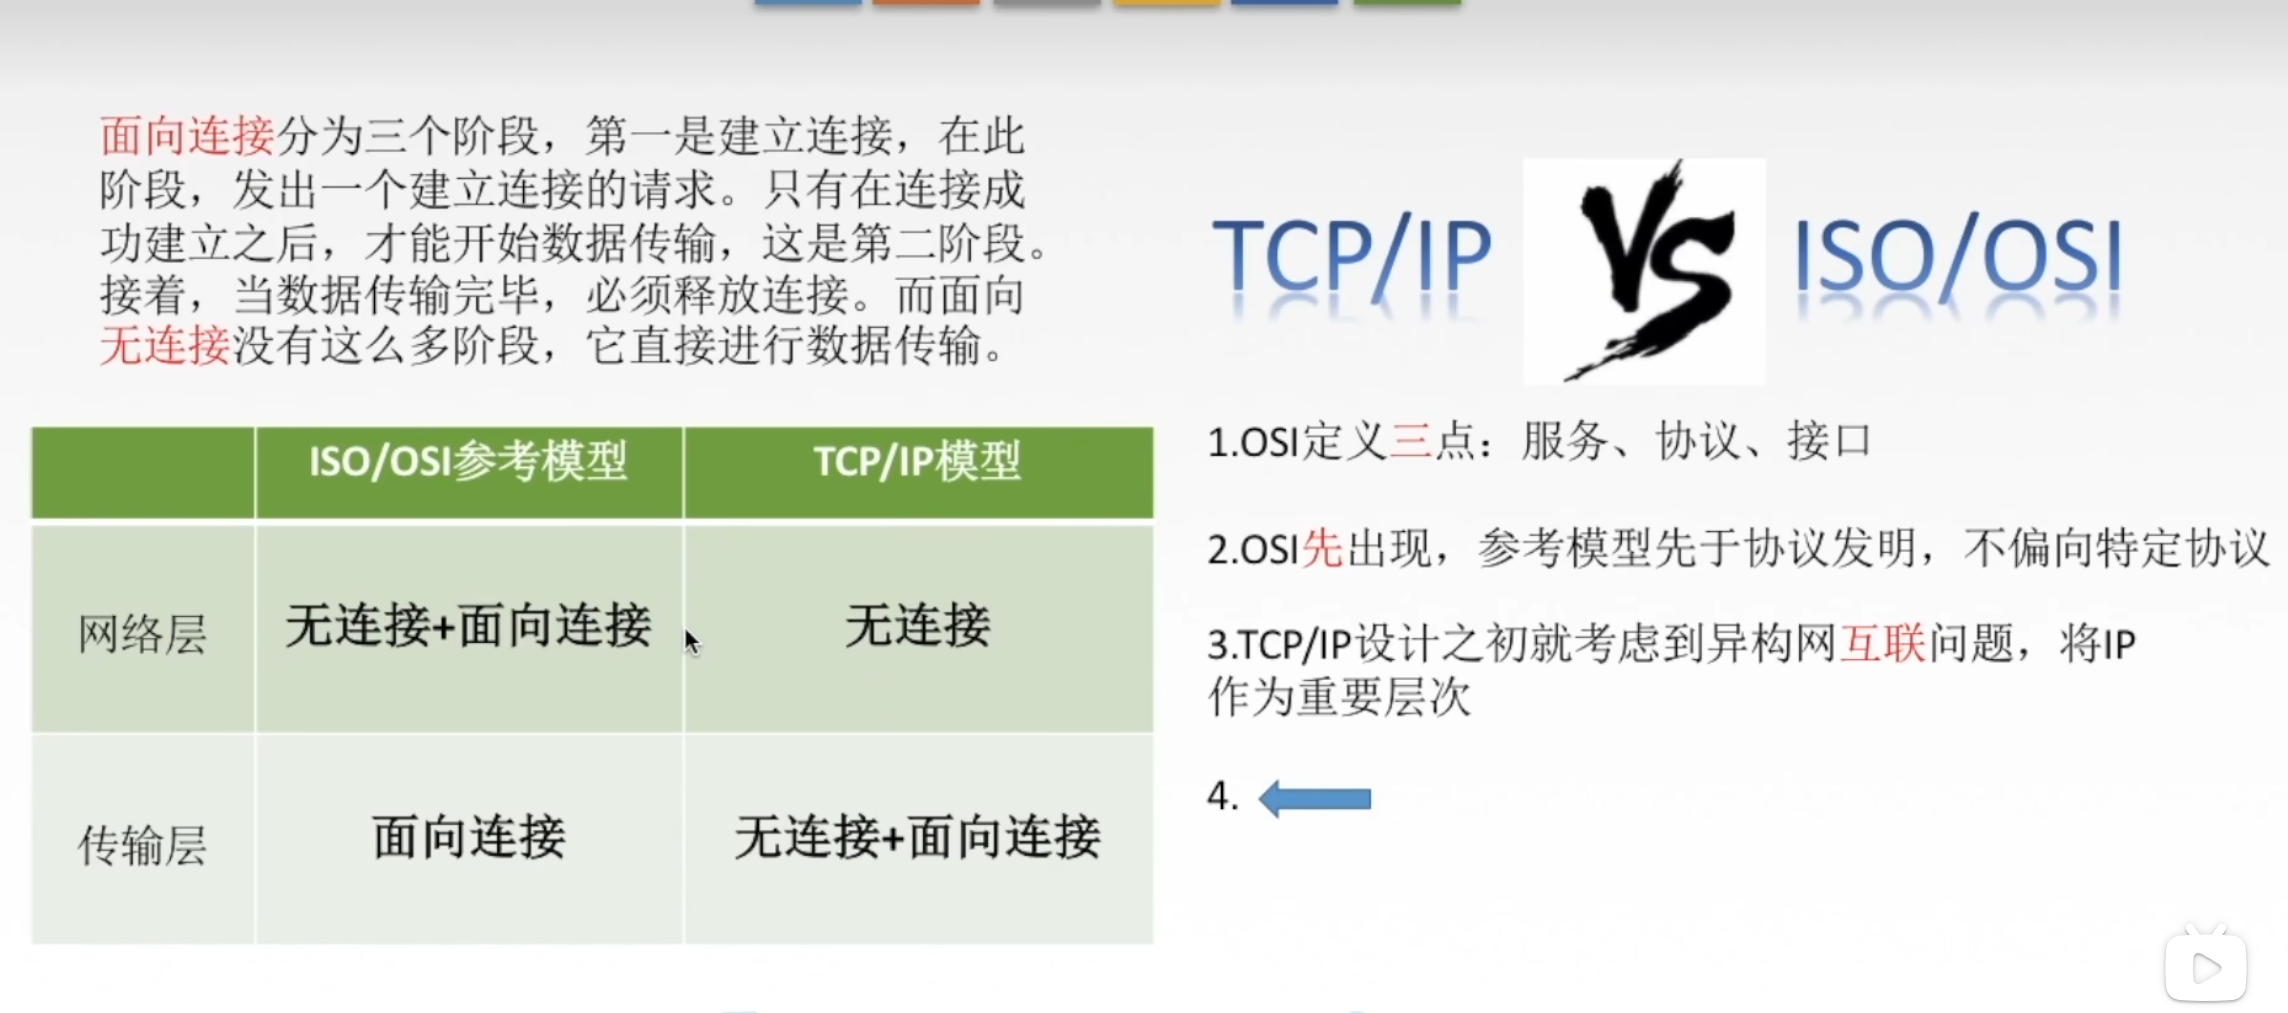 面向连接分为三个阶段，第一是建立连接，在此
阶段，发出一个建立连接的请求。只有在连接成
功建立之后，才能开始数据传输，这是第二阶段。
接着，当数据传输完毕，必须释放连接。而面向
无连接没有这么多阶段，它直接进行数据传输。
ISO/OSI参考模型 TCP/IP模型
网络层 无连接+面向连接 无连接
传输层 面向连接 无连接+面向连接
TCP/IP VS ISO/OSI
1.OSI定义三点：服务、协议、接口
2.OSI先出现，参考模型先于协议发明，不偏向特定协议
3.TCP/IP设计之初就考虑到异构网互联问题，将IP
作为重要层次
4.